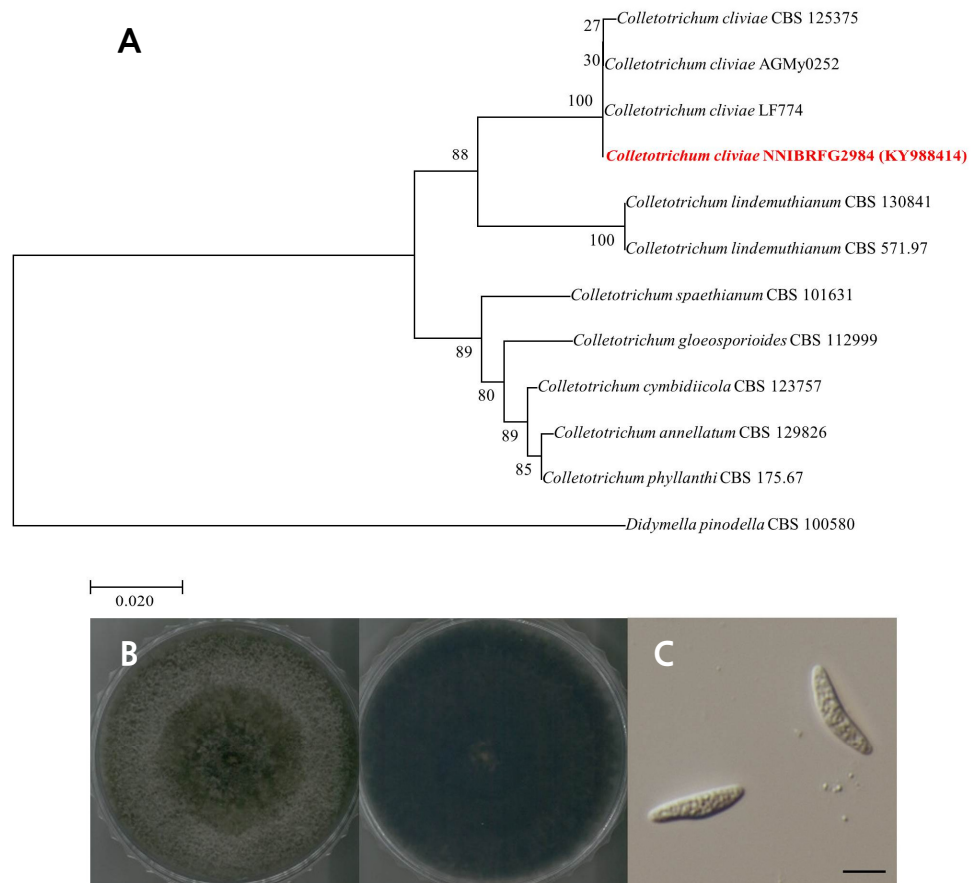 A
27
Colletotrichum cliviae CBS 125375
30
Colletotrichum cliviae AGMy0252
100
Colletotrichum cliviae LF774
88
Colletotrichum cliviae NNIBRFG2984 (KY988414)
Colletotrichum lindemuthianum CBS 130841
100
Colletotrichum lindemuthianum CBS 571.97
Colletotrichum spaethianum CBS 101631
89
Colletotrichum gloeosporioides CBS 112999
80
Colletotrichum cymbidiicola CBS 123757
89
Colletotrichum annellatum CBS 129826
85
Colletotrichum phyllanthi CBS 175.67
Didymella pinodella CBS 100580
0.020
B
C